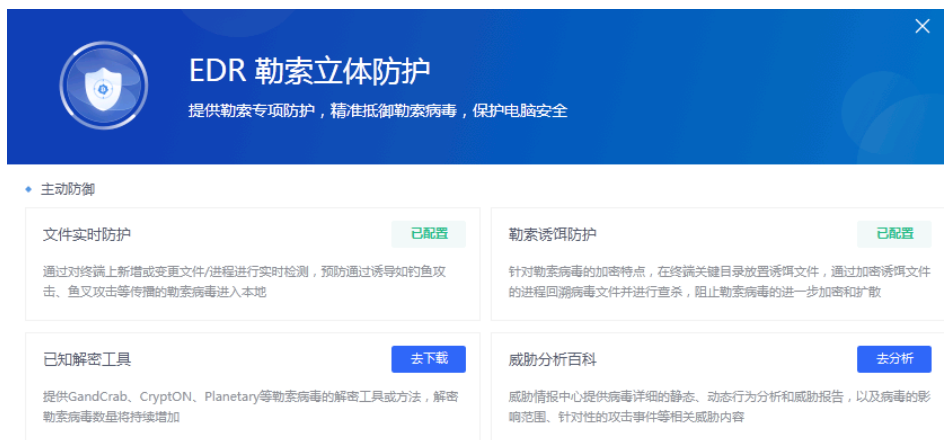 EDR 勒索立体防护
提供勒索专项防护，精准抵御勒索病毒，保护电脑安全
主动防御
文件实时防护
已配置
通过对终端上新增或变更文件/进程进行实时检测，预防通过诱导如钓鱼攻
击、鱼叉攻击等传播的勒索病毒进入本地
勒索诱饵防护
已配置
针对勒索病毒的加密特点，在终端关键目录放置诱饵文件，通过加密诱饵文件
的进程回溯病毒文件并进行查杀，阻止勒索病毒的进一步加密和扩散
已知解密工具
去下载
提供GandCrab、CryptON、Planetary等勒索病毒的解密工具或方法，解密
勒索病毒数量将持续增加
威胁分析百科
去分析
威胁情报中心提供病毒详细的静态、动态行为分析和威胁报告，以及病毒的影
响范围、针对性的攻击事件等相关威胁内容